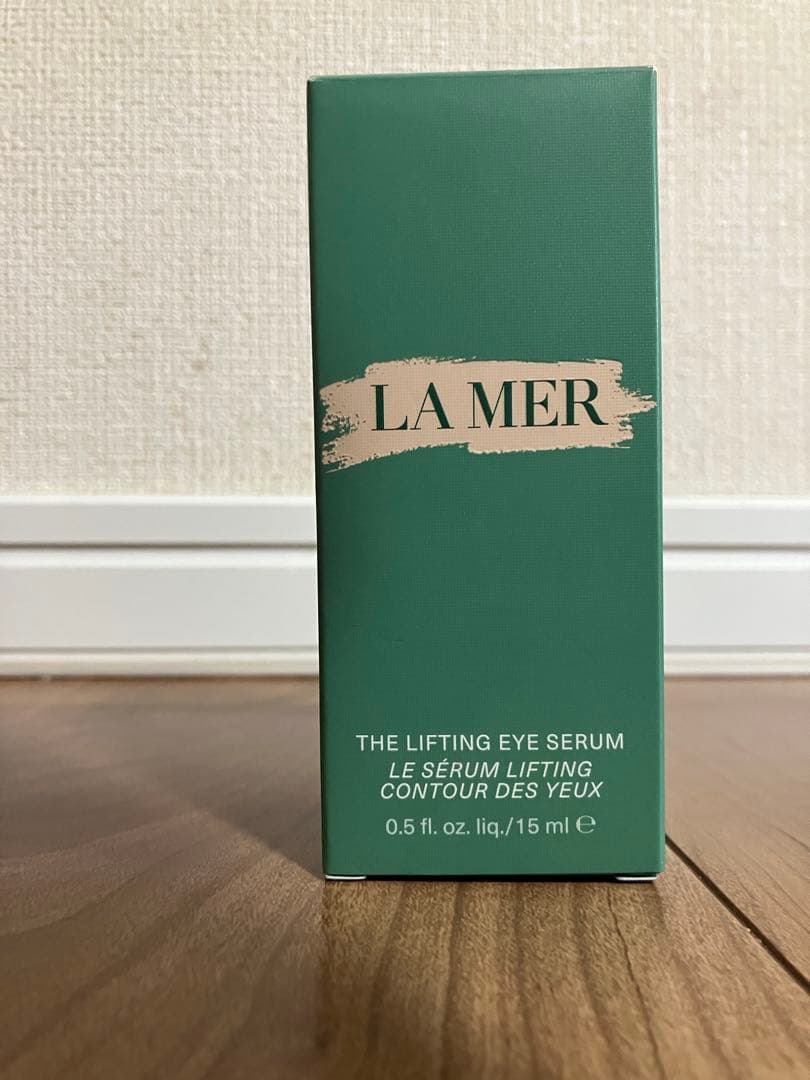 LA MER
THE LIFTING EYE SERUM
LE SÉRUM LIFTING
CONTOUR DES YEUX
0.5 fl. oz. liq./15 ml ℮